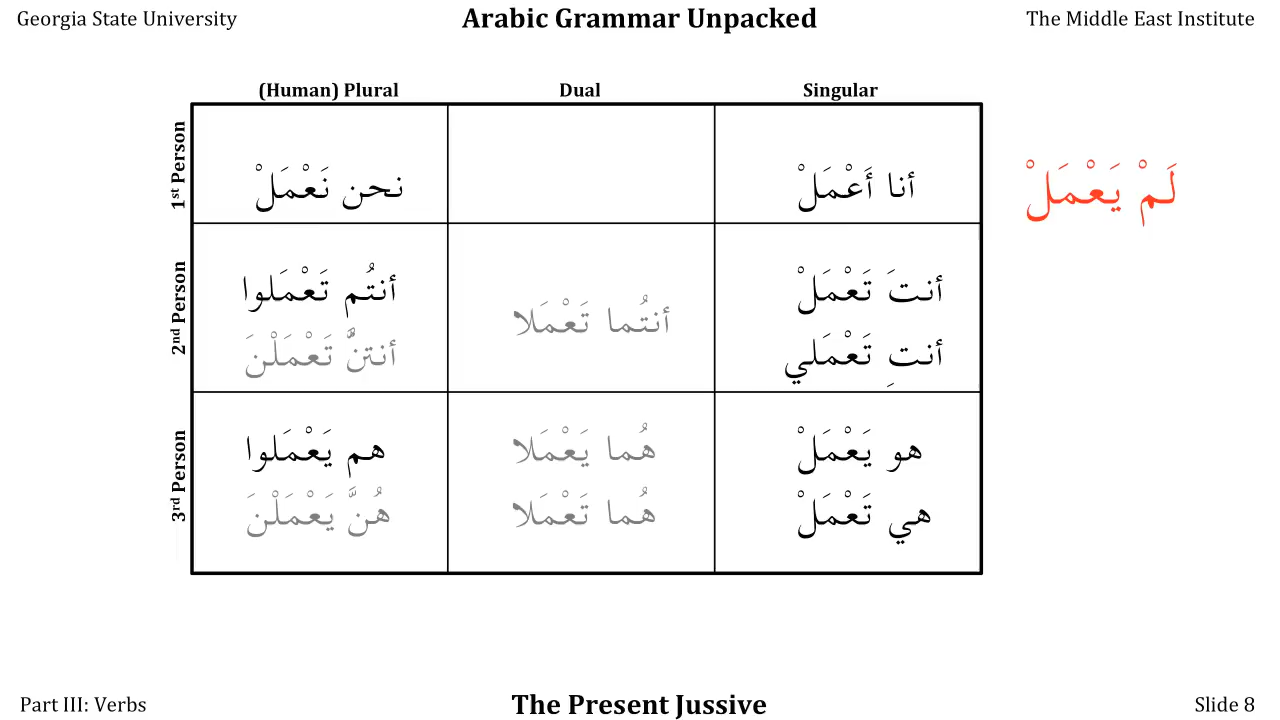 Georgia State University
Arabic Grammar Unpacked
The Middle East Institute
(Human) Plural
Dual
Singular
1st Person
نحن نَعْمَلْ
أنا أَعْمَلْ
لَمْ يَعْمَلْ
2nd Person
أنتُم تَعْمَلوا
أنتنَّ تَعْمَلْنَ
أنتُما تَعْمَلا
أنتَ تَعْمَلْ
أنتِ تَعْمَلي
3rd Person
هم يَعْمَلوا
هُنَّ يَعْمَلْنَ
هُما يَعْمَلا
هُما تَعْمَلا
هو يَعْمَلْ
هي تَعْمَلْ
Part III: Verbs
The Present Jussive
Slide 8